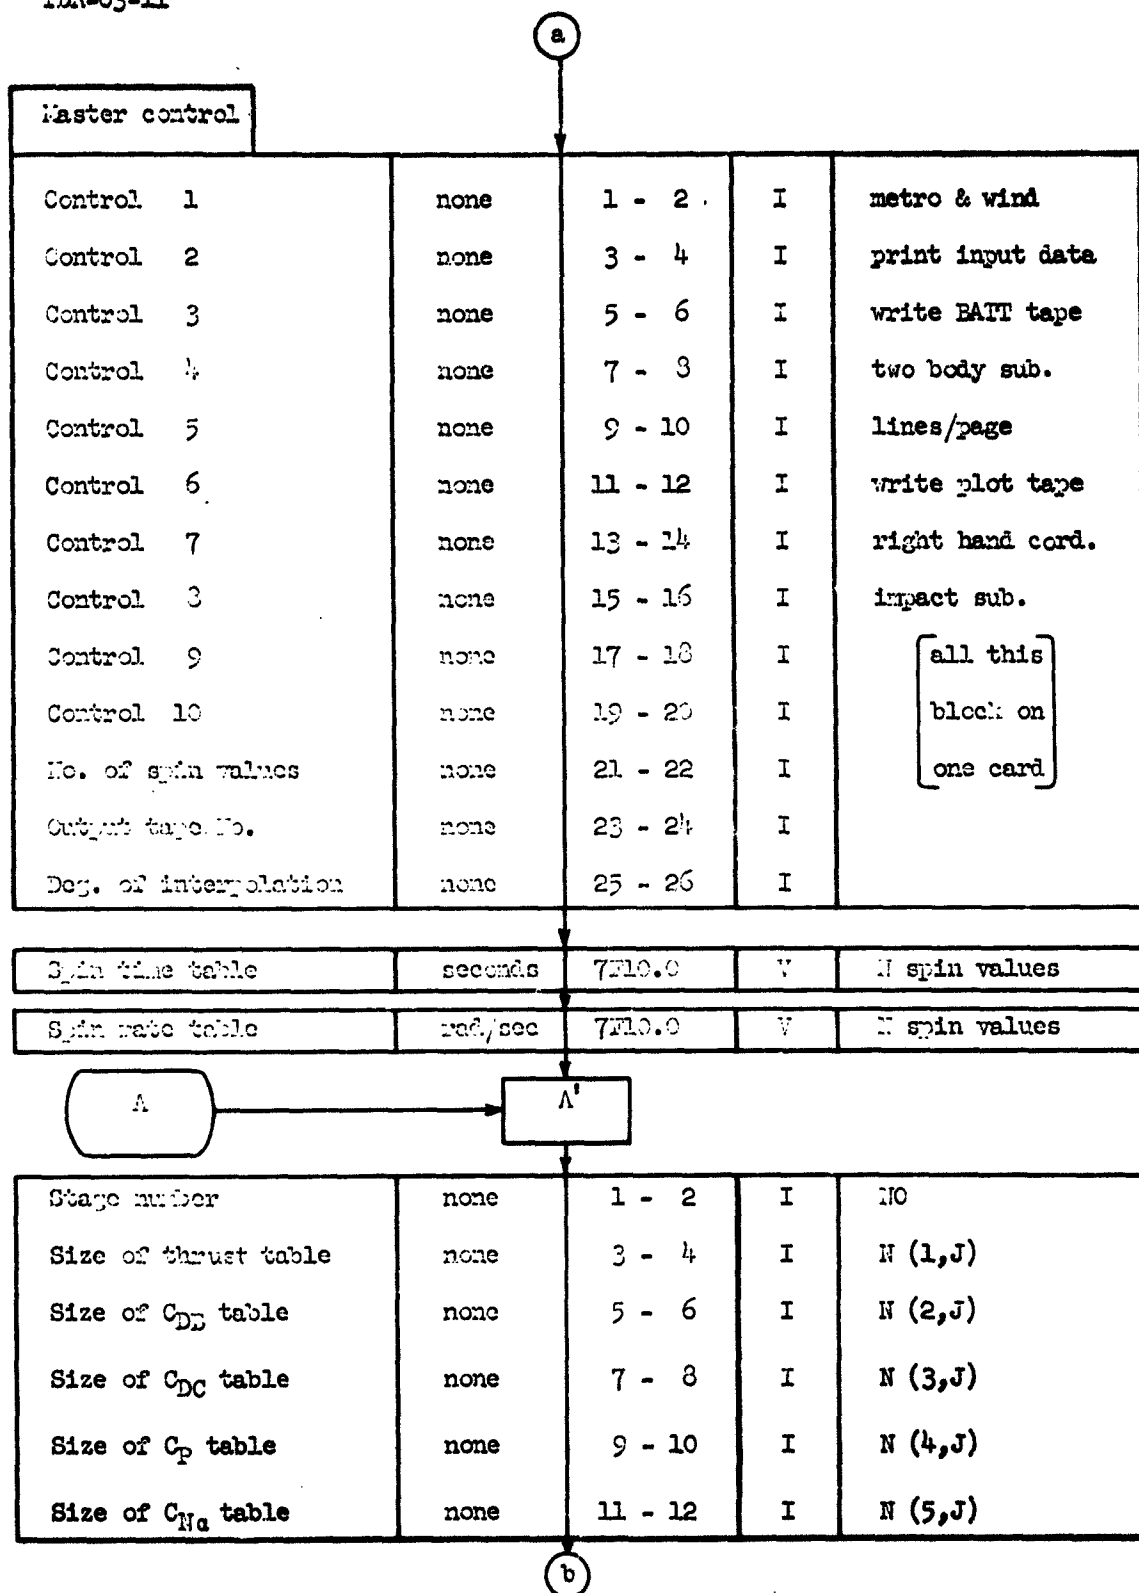 a
Master control
Control 1 none 1 - 2 I metro & wind
Control 2 none 3 - 4 I print input data
Control 3 none 5 - 6 I write BATT tape
Control 4 none 7 - 8 I two body sub.
Control 5 none 9 - 10 I lines/page
Control 6 none 11 - 12 I write plot tape
Control 7 none 13 - 14 I right hand cord.
Control 8 none 15 - 16 I impact sub.
Control 9 none 17 - 18 I all this
Control 10 none 19 - 20 I block on
No. of spin values none 21 - 22 I one card
Output tape No. none 23 - 24 I
Deg. of interpolation none 25 - 26 I
Spin time table seconds 7F10.0 V N spin values
Spin rate table rad/sec 7F10.0 V N spin values
A A'
Stage number none 1 - 2 I NO
Size of thrust table none 3 - 4 I N (1,J)
Size of C table none 5 - 6 I N (2,J)
Size of C_DC table none 7 - 8 I N (3,J)
Size of C_P table none 9 - 10 I N (4,J)
Size of C_Nα table none 11 - 12 I N (5,J)
b